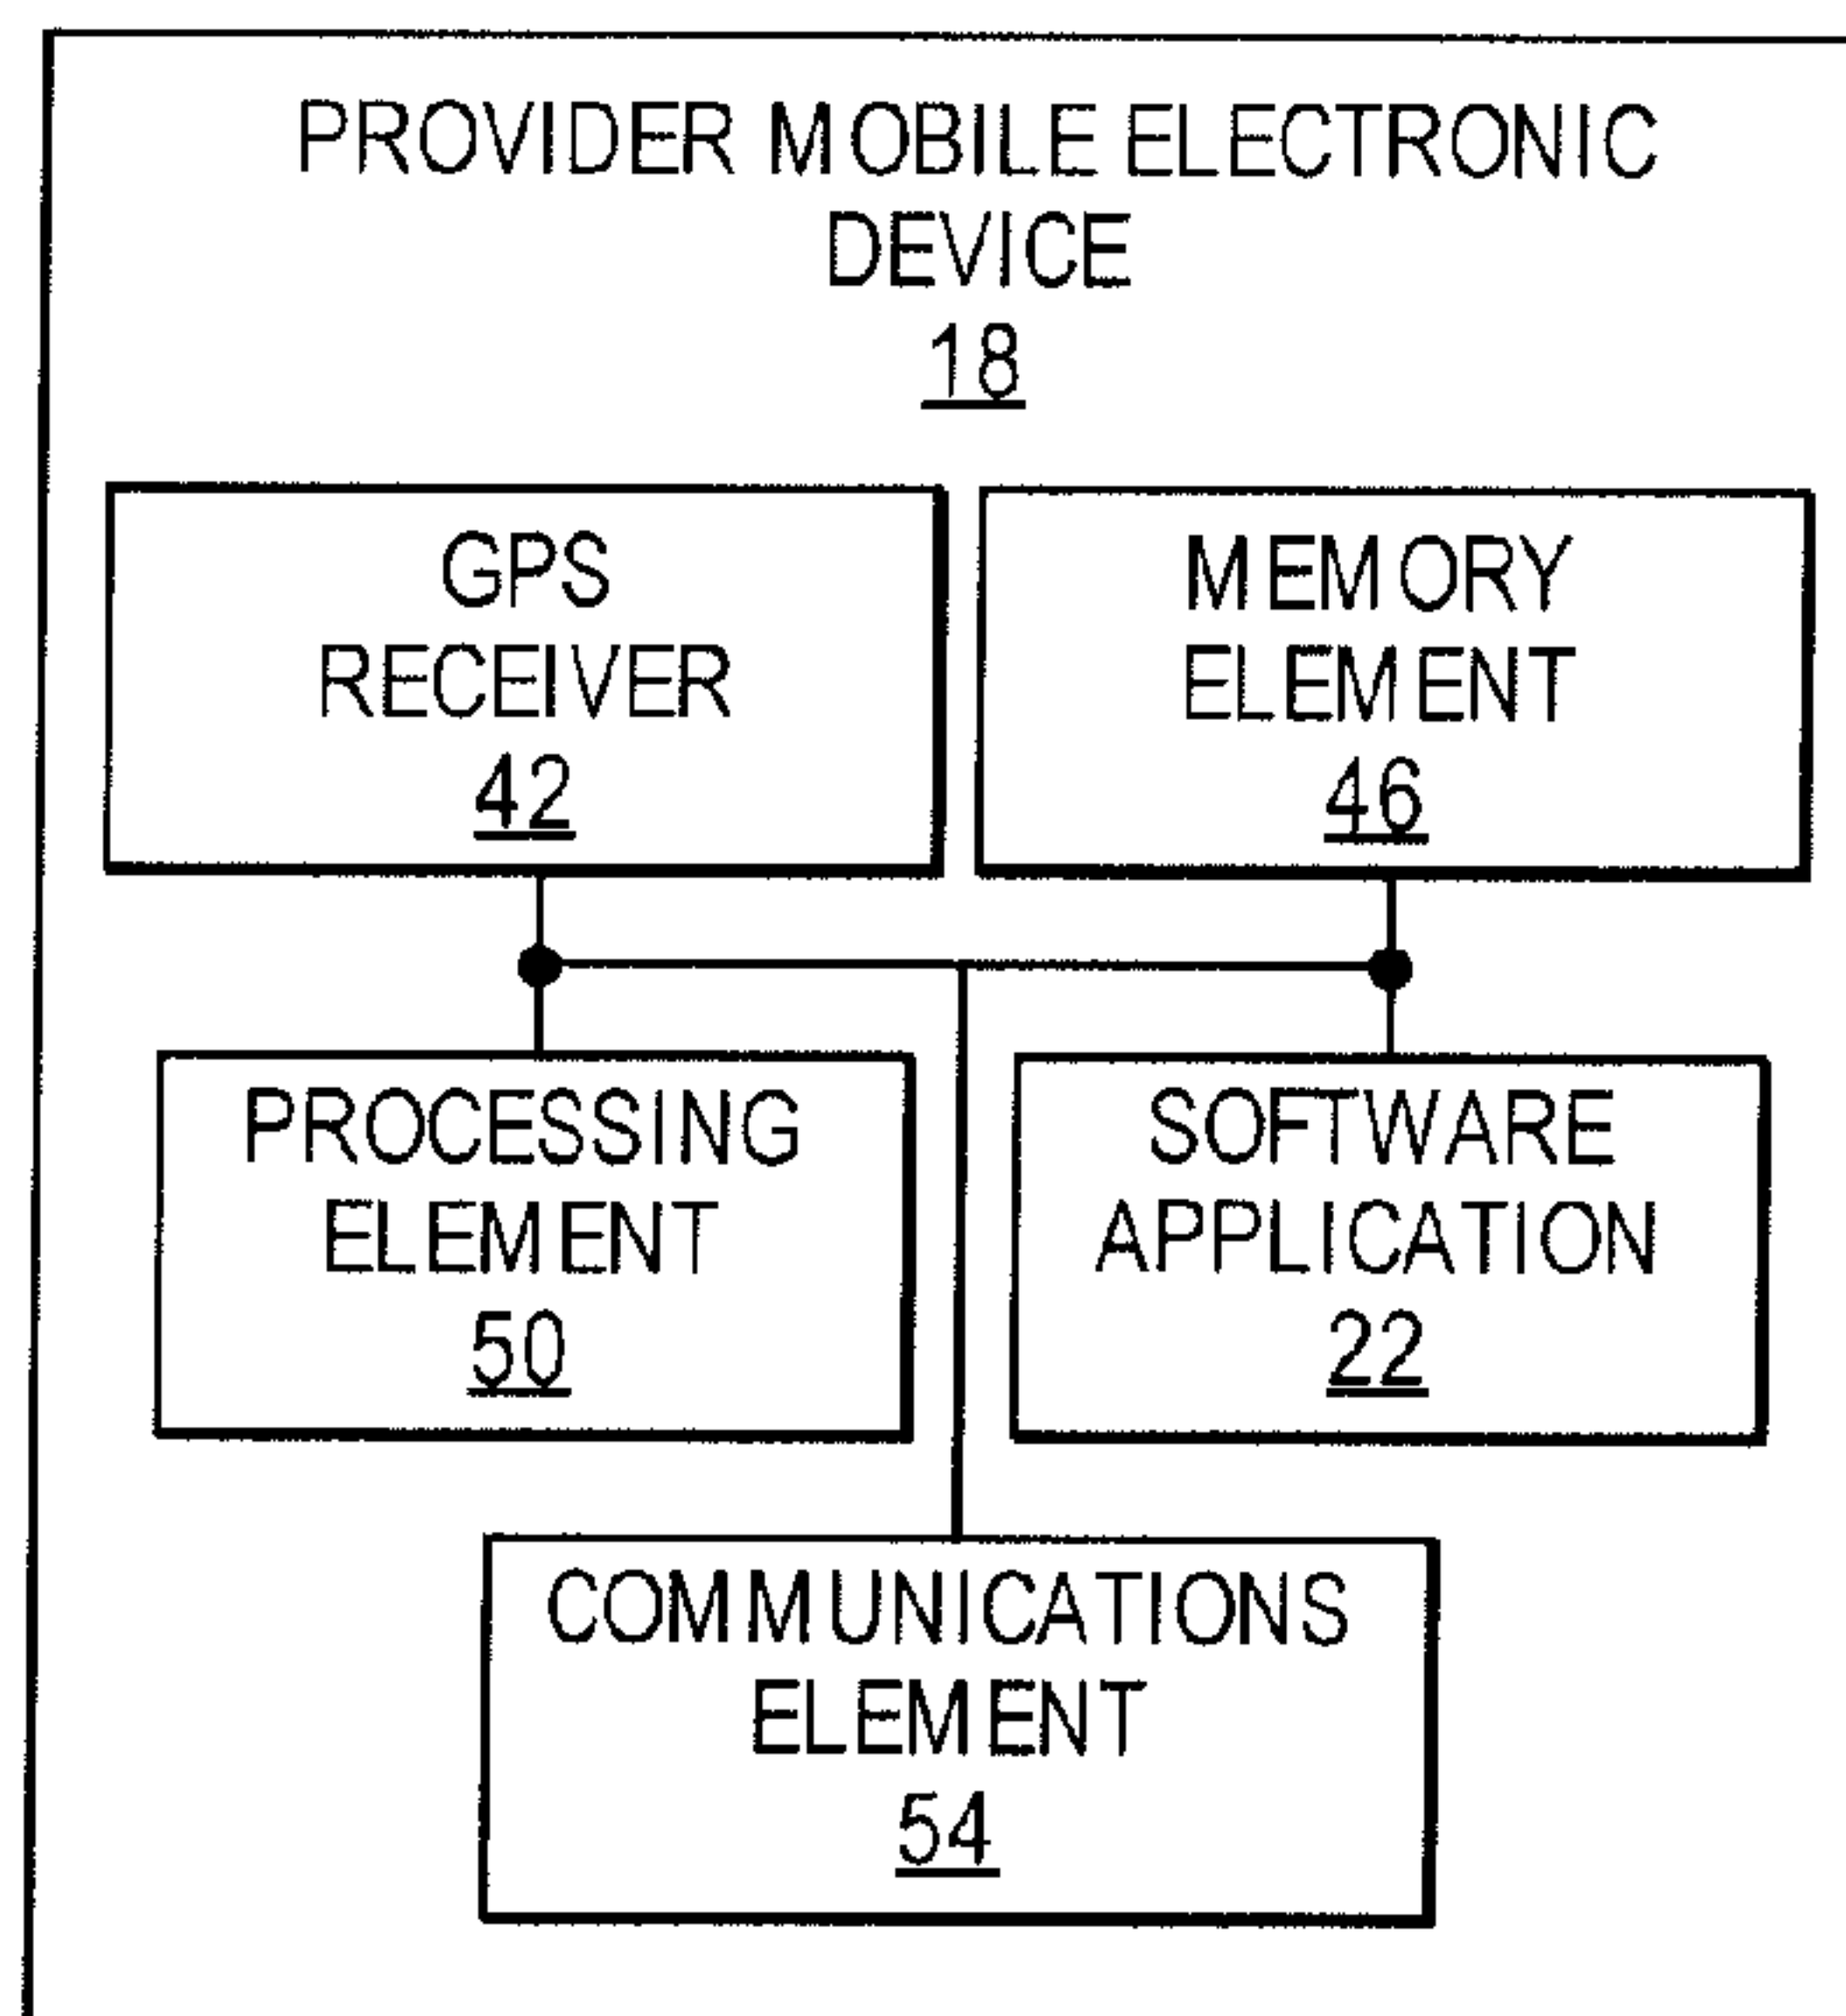 PROVIDER MOBILE ELECTRONIC
DEVICE
18
GPS
RECEIVER
42
MEMORY
ELEMENT
46
PROCESSING
ELEMENT
50
SOFTWARE
APPLICATION
22
COMMUNICATIONS
ELEMENT
54